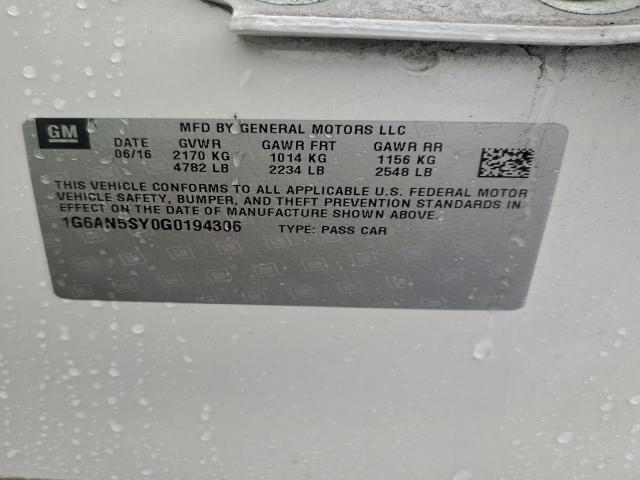 GM
MFD BY GENERAL MOTORS LLC
DATE GVWR GAWR FRT GAWR RR
06/16 2170 KG 1014 KG 1156 KG
4782 LB 2234 LB 2548 LB
THIS VEHICLE CONFORMS TO ALL APPLICABLE U.S. FEDERAL MOTOR
VEHICLE SAFETY, BUMPER, AND THEFT PREVENTION STANDARDS IN
EFFECT ON THE DATE OF MANUFACTURE SHOWN ABOVE.
1G6AN5SY0G0194306 TYPE: PASS CAR